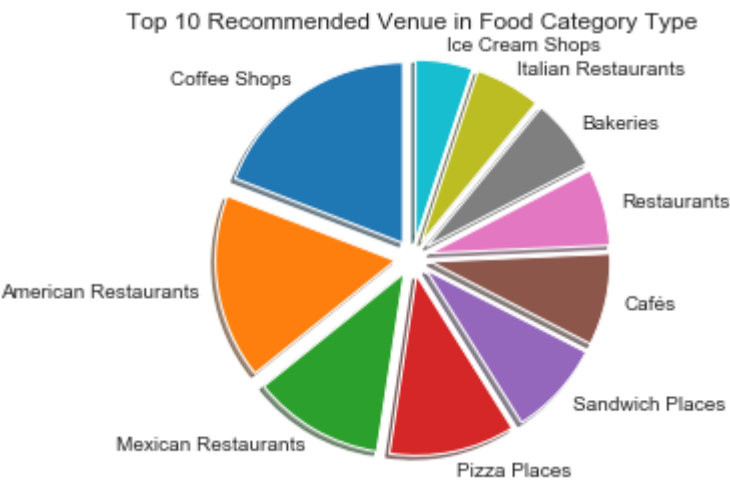 Top 10 Recommended Venue in Food Category Type
Ice Cream Shops
Italian Restaurants
Coffee Shops
Bakeries
Restaurants
American Restaurants
Cafés
Sandwich Places
Mexican Restaurants
Pizza Places